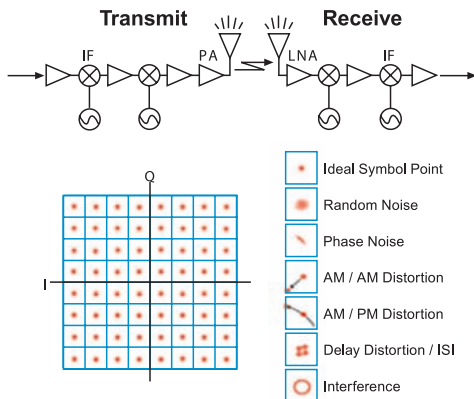 Transmit
Receive
IF
PA
LNA
IF
Q
I
Ideal Symbol Point
Random Noise
Phase Noise
AM / AM Distortion
AM / PM Distortion
Delay Distortion / ISI
Interference